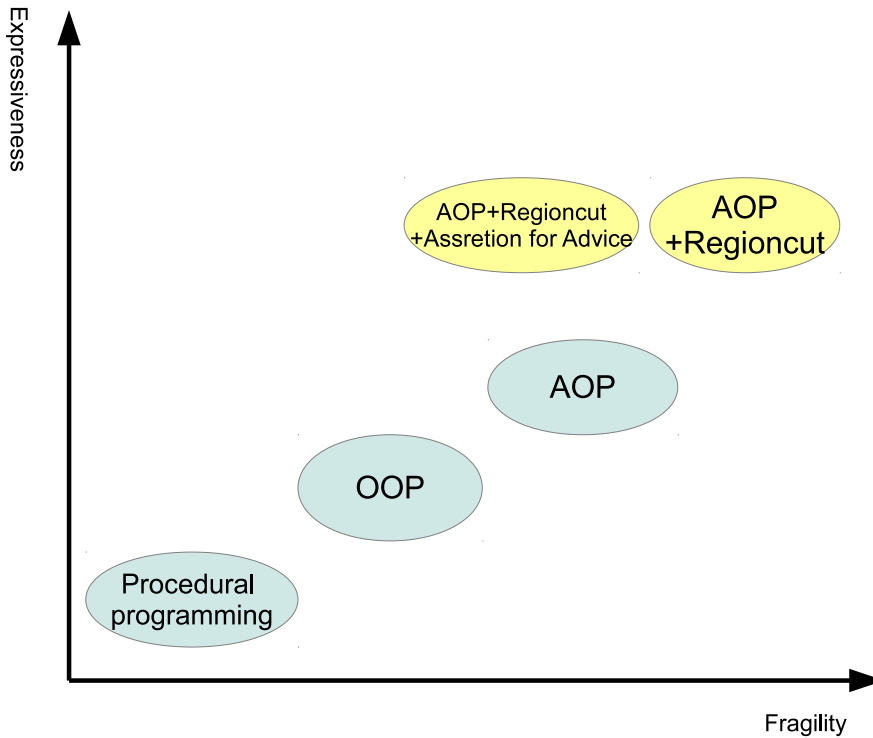 Expressiveness
AOP+Regioncut
+Assretion for Advice
AOP
+Regioncut
AOP
OOP
Procedural
programming
Fragility